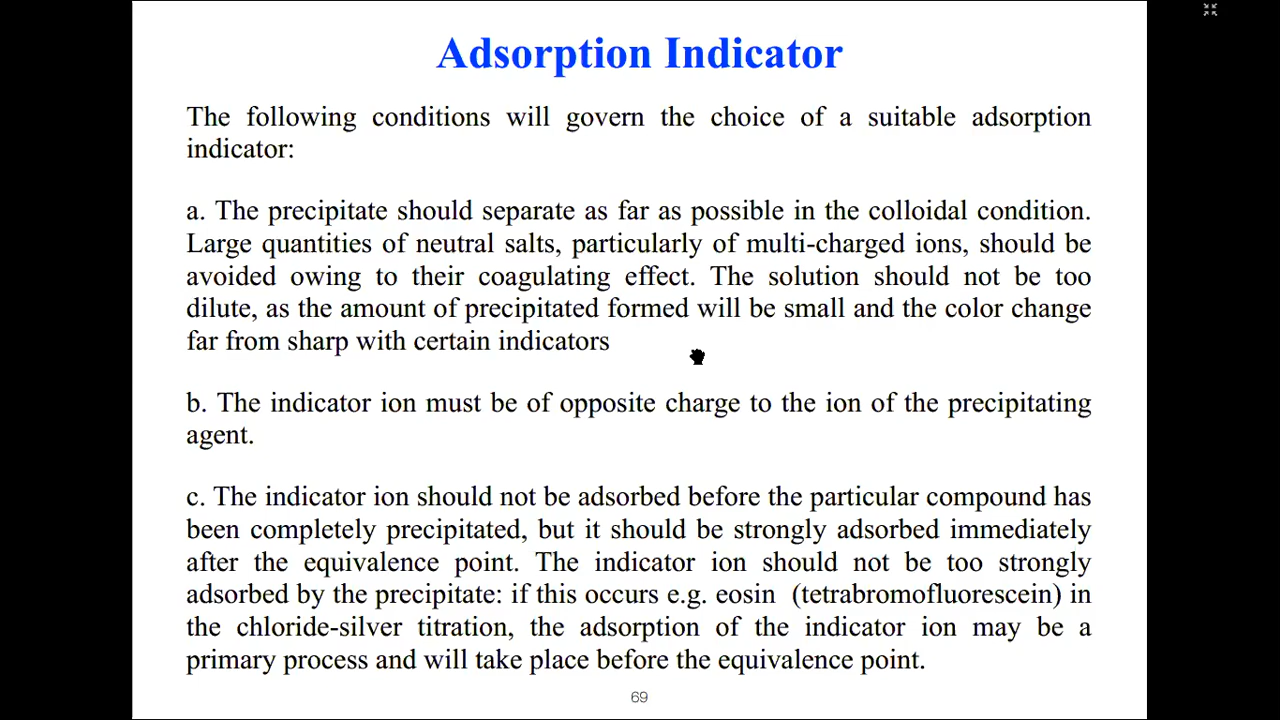 Adsorption Indicator
The following conditions will govern the choice of a suitable adsorption
indicator:
a. The precipitate should separate as far as possible in the colloidal condition.
Large quantities of neutral salts, particularly of multi-charged ions, should be
avoided owing to their coagulating effect. The solution should not be too
dilute, as the amount of precipitated formed will be small and the color change
far from sharp with certain indicators
b. The indicator ion must be of opposite charge to the ion of the precipitating
agent.
c. The indicator ion should not be adsorbed before the particular compound has
been completely precipitated, but it should be strongly adsorbed immediately
after the equivalence point. The indicator ion should not be too strongly
adsorbed by the precipitate: if this occurs e.g. eosin (tetrabromofluorescein) in
the chloride-silver titration, the adsorption of the indicator ion may be a
primary process and will take place before the equivalence point.
69